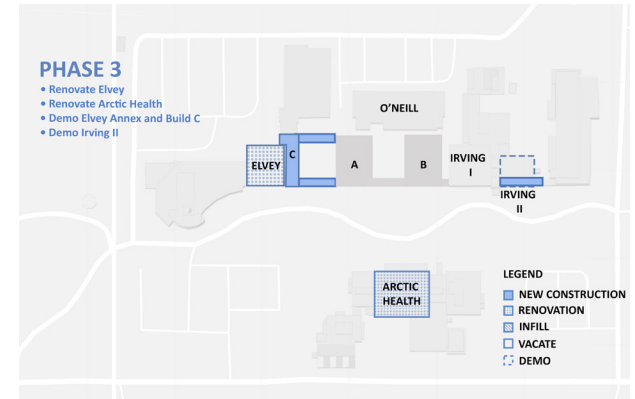 PHASE 3
• Renovate Elvey
• Renovate Arctic Health
• Demo Elvey Annex and Build C
• Demo Irving II
O'NEILL
ELVEY
C
A
B
IRVING
I
IRVING
II
ARCTIC
HEALTH
LEGEND
NEW CONSTRUCTION
RENOVATION
INFILL
VACATE
DEMO